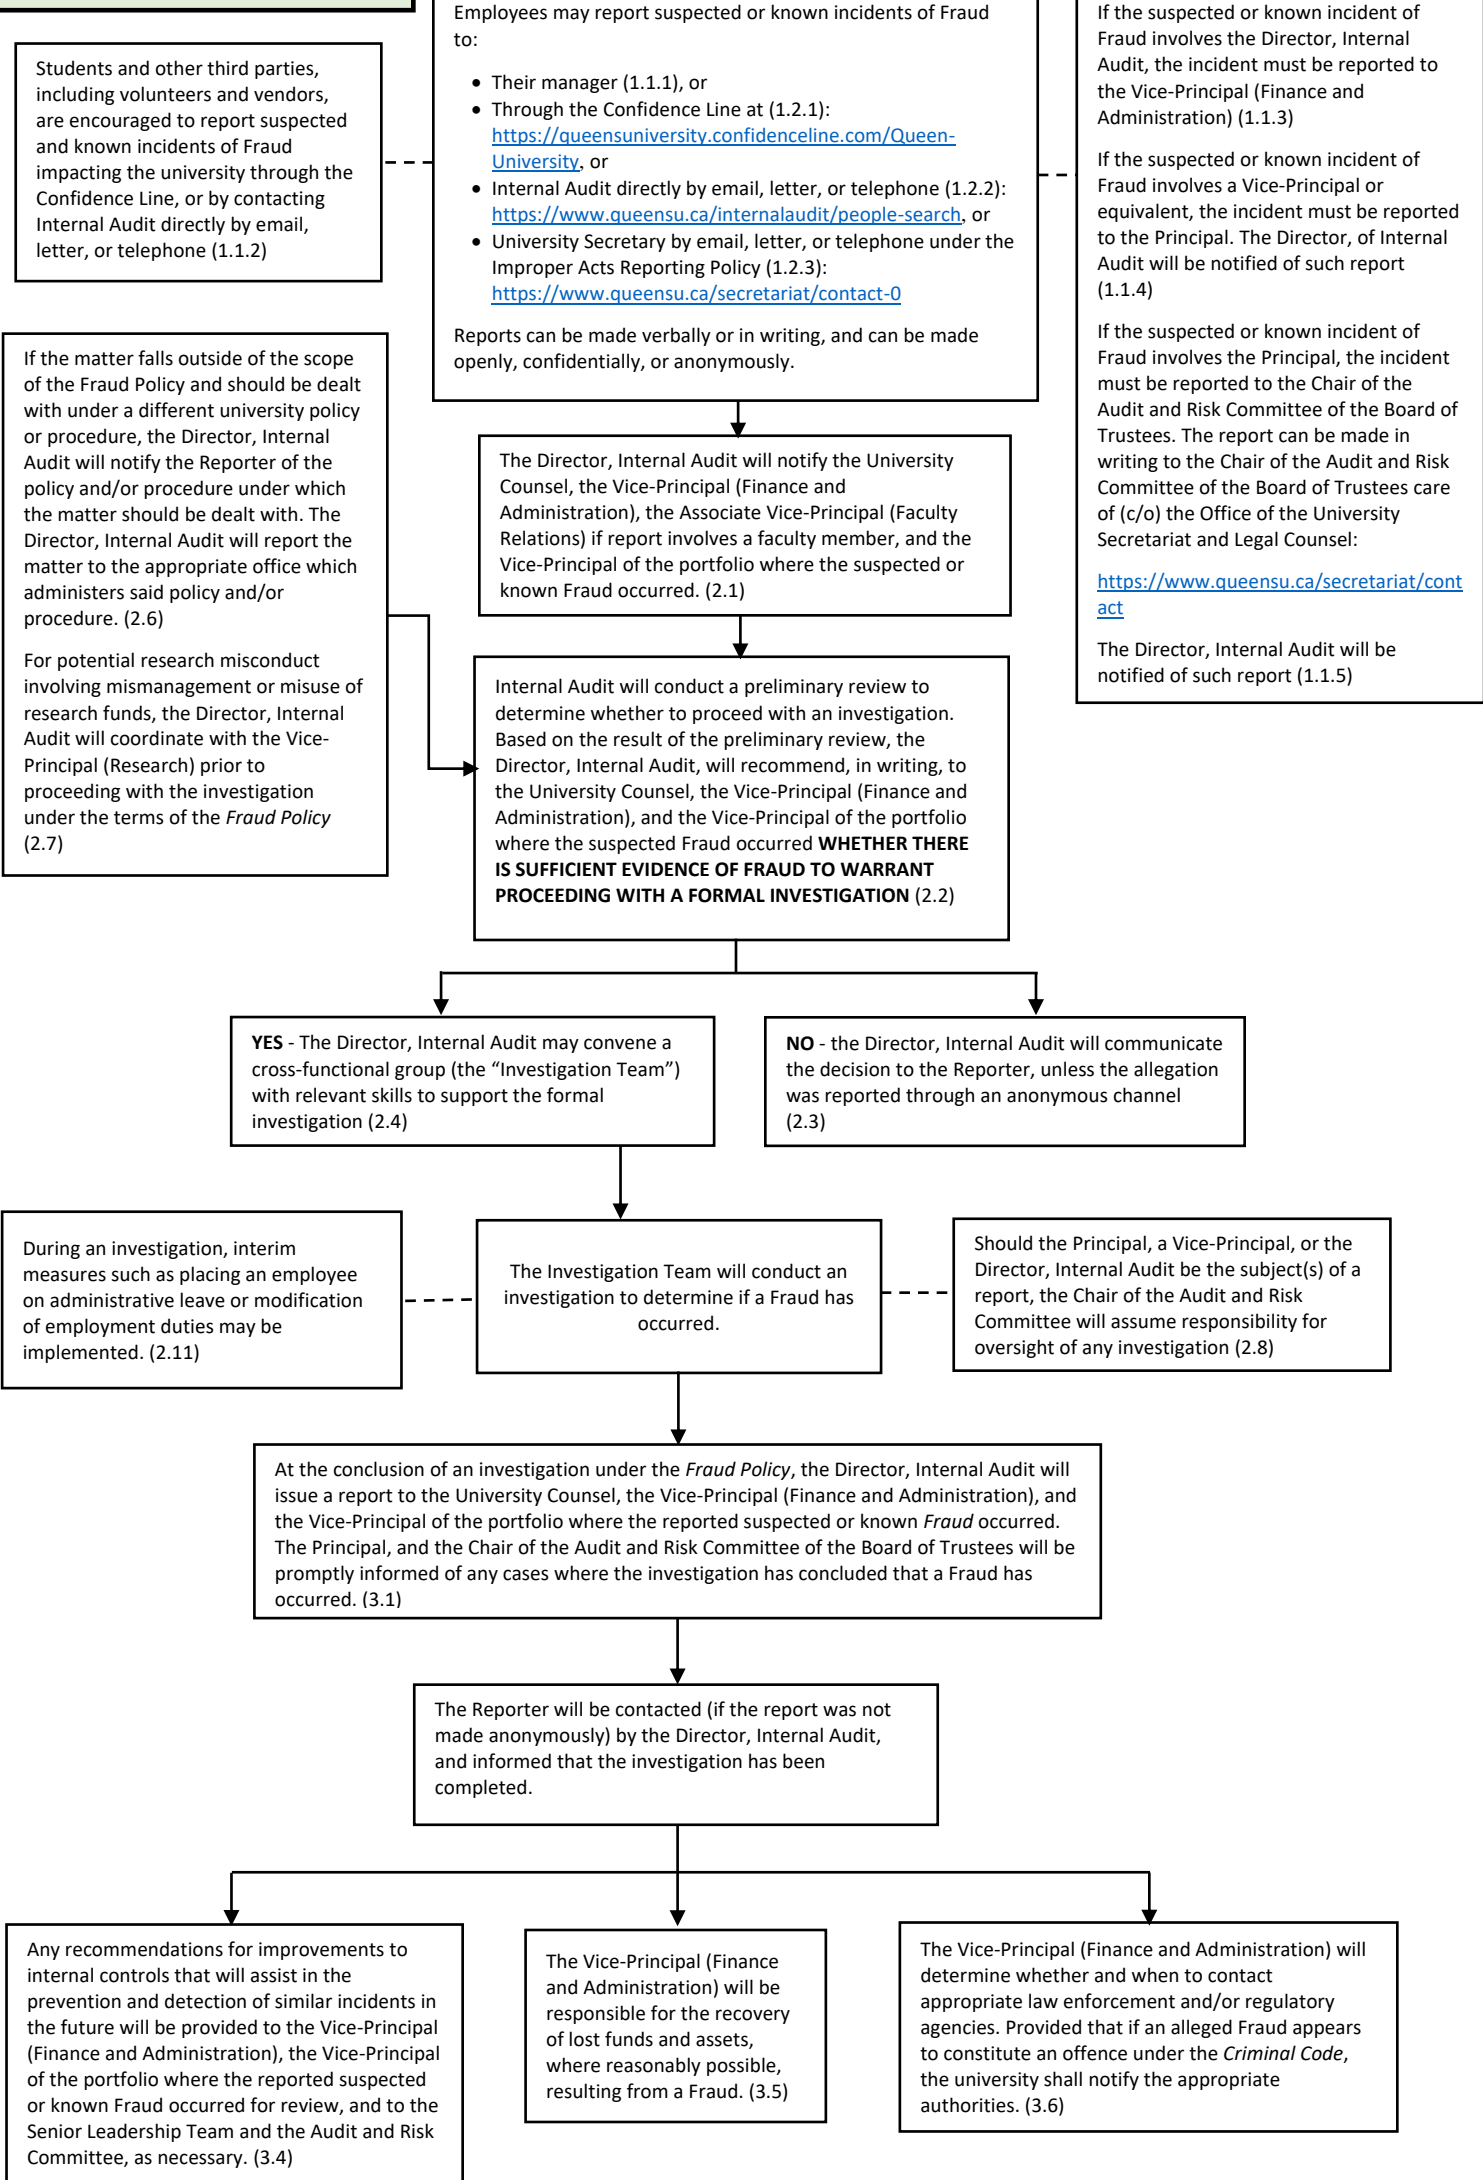 Employees may report suspected or known incidents of Fraud
to:
• Their manager (1.1.1), or
• Through the Confidence Line at (1.2.1):
https://queensuniversity.confidenceline.com/Queen-
University, or
• Internal Audit directly by email, letter, or telephone (1.2.2):
https://www.queensu.ca/internalaudit/people-search, or
• University Secretary by email, letter, or telephone under the
Improper Acts Reporting Policy (1.2.3):
https://www.queensu.ca/secretariat/contact-0
Reports can be made verbally or in writing, and can be made
openly, confidentially, or anonymously.
Students and other third parties,
including volunteers and vendors,
are encouraged to report suspected
and known incidents of Fraud
impacting the university through the
Confidence Line, or by contacting
Internal Audit directly by email,
letter, or telephone (1.1.2)
If the suspected or known incident of
Fraud involves the Director, Internal
Audit, the incident must be reported to
the Vice-Principal (Finance and
Administration) (1.1.3)
If the suspected or known incident of
Fraud involves a Vice-Principal or
equivalent, the incident must be reported
to the Principal. The Director, of Internal
Audit will be notified of such report
(1.1.4)
If the suspected or known incident of
Fraud involves the Principal, the incident
must be reported to the Chair of the
Audit and Risk Committee of the Board of
Trustees. The report can be made in
writing to the Chair of the Audit and Risk
Committee of the Board of Trustees care
of (c/o) the Office of the University
Secretariat and Legal Counsel:
https://www.queensu.ca/secretariat/cont
act
The Director, Internal Audit will be
notified of such report (1.1.5)
If the matter falls outside of the scope
of the Fraud Policy and should be dealt
with under a different university policy
or procedure, the Director, Internal
Audit will notify the Reporter of the
policy and/or procedure under which
the matter should be dealt with. The
Director, Internal Audit will report the
matter to the appropriate office which
administers said policy and/or
procedure. (2.6)
For potential research misconduct
involving mismanagement or misuse of
research funds, the Director, Internal
Audit will coordinate with the Vice-
Principal (Research) prior to
proceeding with the investigation
under the terms of the Fraud Policy
(2.7)
The Director, Internal Audit will notify the University
Counsel, the Vice-Principal (Finance and
Administration), the Associate Vice-Principal (Faculty
Relations) if report involves a faculty member, and the
Vice-Principal of the portfolio where the suspected or
known Fraud occurred. (2.1)
Internal Audit will conduct a preliminary review to
determine whether to proceed with an investigation.
Based on the result of the preliminary review, the
Director, Internal Audit, will recommend, in writing, to
the University Counsel, the Vice-Principal (Finance and
Administration), and the Vice-Principal of the portfolio
where the suspected Fraud occurred WHETHER THERE
IS SUFFICIENT EVIDENCE OF FRAUD TO WARRANT
PROCEEDING WITH A FORMAL INVESTIGATION (2.2)
YES - The Director, Internal Audit may convene a
cross-functional group (the “Investigation Team”)
with relevant skills to support the formal
investigation (2.4)
NO - the Director, Internal Audit will communicate
the decision to the Reporter, unless the allegation
was reported through an anonymous channel
(2.3)
During an investigation, interim
measures such as placing an employee
on administrative leave or modification
of employment duties may be
implemented. (2.11)
The Investigation Team will conduct an
investigation to determine if a Fraud has
occurred.
Should the Principal, a Vice-Principal, or the
Director, Internal Audit be the subject(s) of a
report, the Chair of the Audit and Risk
Committee will assume responsibility for
oversight of any investigation (2.8)
At the conclusion of an investigation under the Fraud Policy, the Director, Internal Audit will
issue a report to the University Counsel, the Vice-Principal (Finance and Administration), and
the Vice-Principal of the portfolio where the reported suspected or known Fraud occurred.
The Principal, and the Chair of the Audit and Risk Committee of the Board of Trustees will be
promptly informed of any cases where the investigation has concluded that a Fraud has
occurred. (3.1)
The Reporter will be contacted (if the report was not
made anonymously) by the Director, Internal Audit,
and informed that the investigation has been
completed.
Any recommendations for improvements to
internal controls that will assist in the
prevention and detection of similar incidents in
the future will be provided to the Vice-Principal
(Finance and Administration), the Vice-Principal
of the portfolio where the reported suspected
or known Fraud occurred for review, and to the
Senior Leadership Team and the Audit and Risk
Committee, as necessary. (3.4)
The Vice-Principal (Finance
and Administration) will be
responsible for the recovery
of lost funds and assets,
where reasonably possible,
resulting from a Fraud. (3.5)
The Vice-Principal (Finance and Administration) will
determine whether and when to contact
appropriate law enforcement and/or regulatory
agencies. Provided that if an alleged Fraud appears
to constitute an offence under the Criminal Code,
the university shall notify the appropriate
authorities. (3.6)